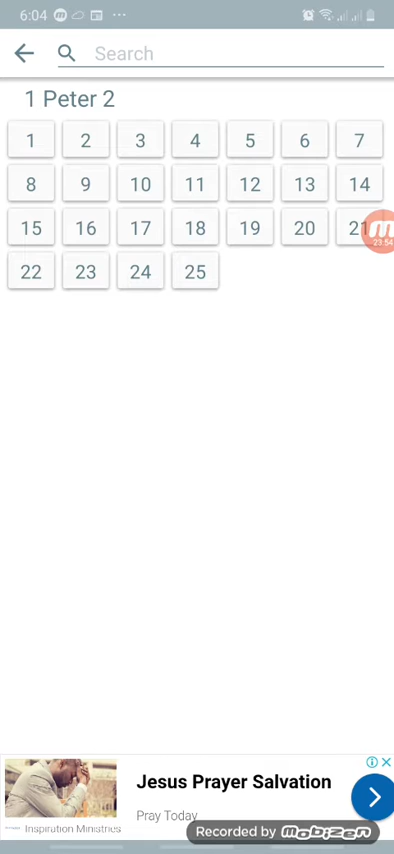 6:04
Search
1 Peter 2
1 2 3 4 5 6 7
8 9 10 11 12 13 14
15 16 17 18 19 20 21
23:54
22 23 24 25
Jesus Prayer Salvation
Pray Today
Inspiration Ministries
Recorded by mobizen